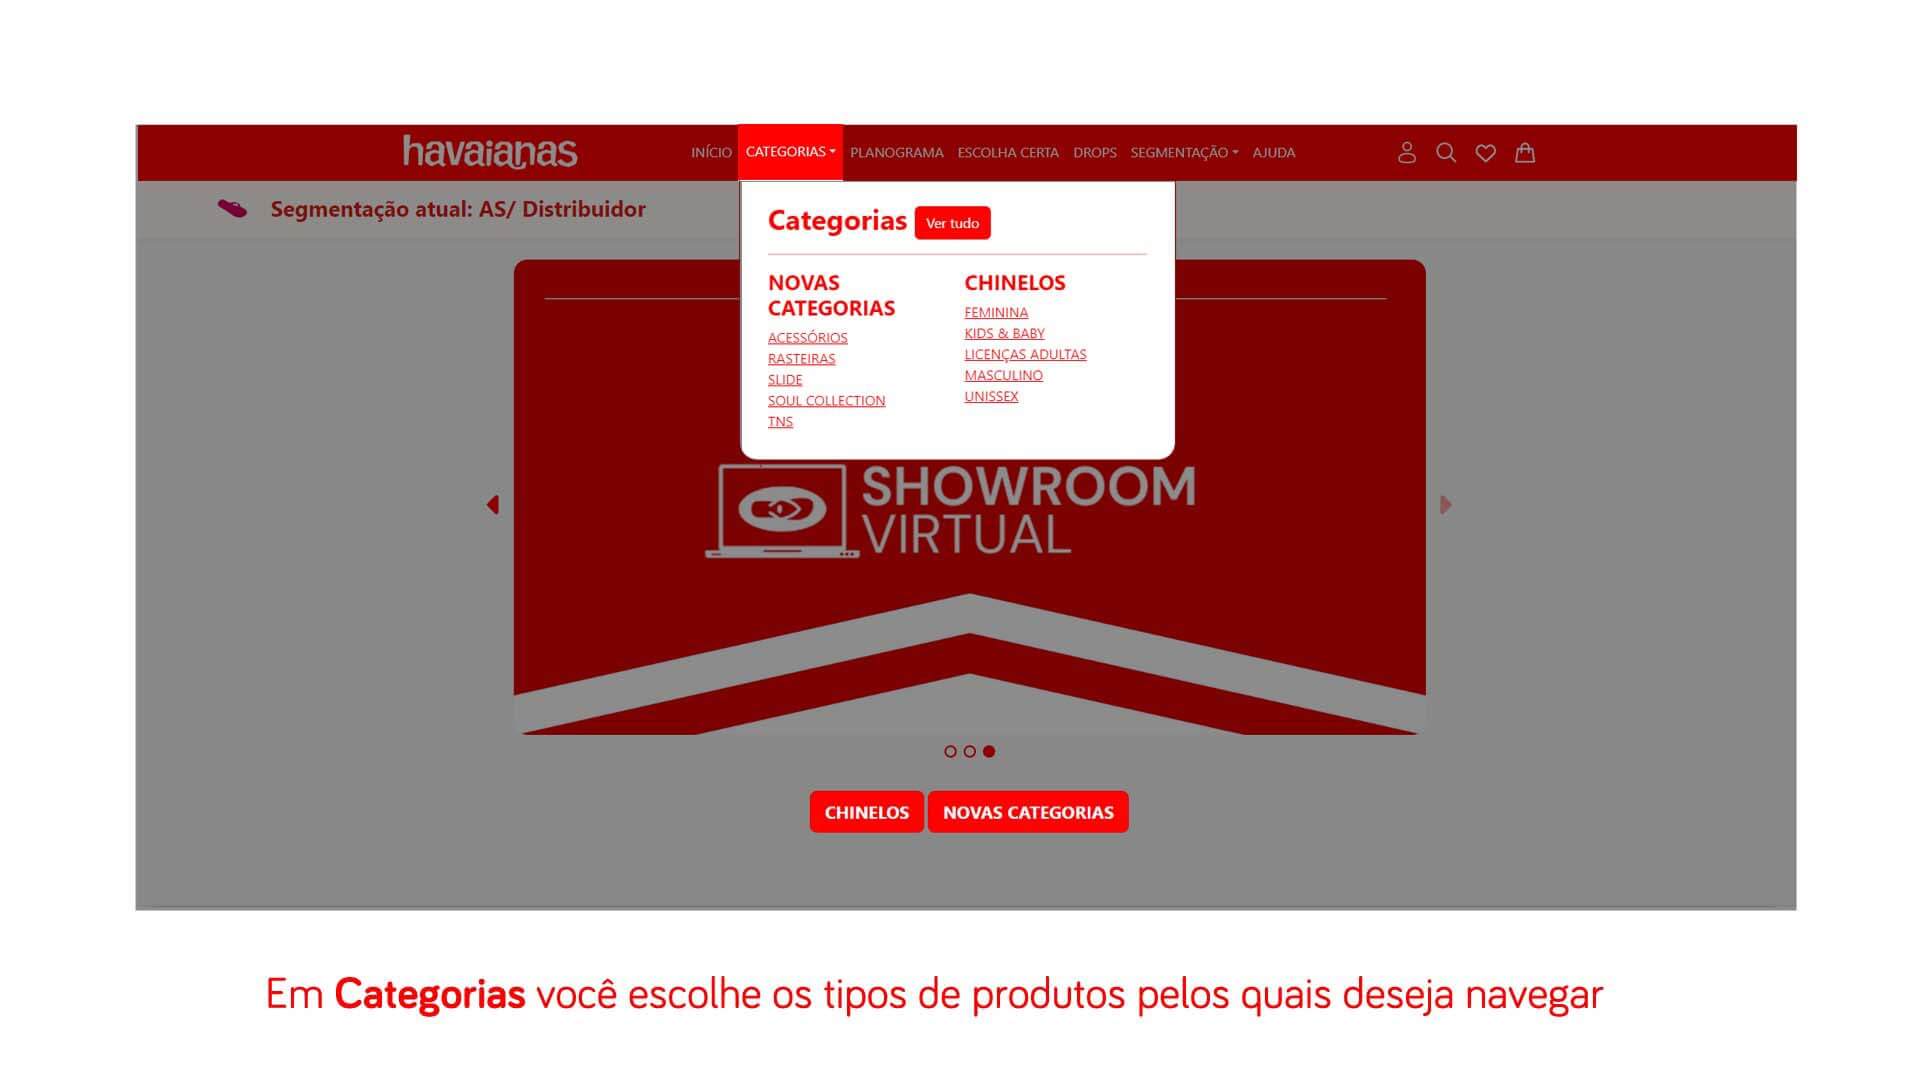 havaianas
INÍCIO CATEGORIAS PLANOGRAMA ESCOLHA CERTA DROPS SEGMENTAÇÃO AJUDA
Segmentação atual: AS/ Distribuidor
Categorias Ver tudo
NOVAS
CATEGORIAS
ACESSÓRIOS
RASTEIRAS
SLIDE
SOUL COLLECTION
TNS
CHINELOS
FEMININA
KIDS & BABY
LICENÇAS ADULTAS
MASCULINO
UNISSEX
SHOWROOM
VIRTUAL
CHINELOS NOVAS CATEGORIAS
Em Categorias você escolhe os tipos de produtos pelos quais deseja navegar